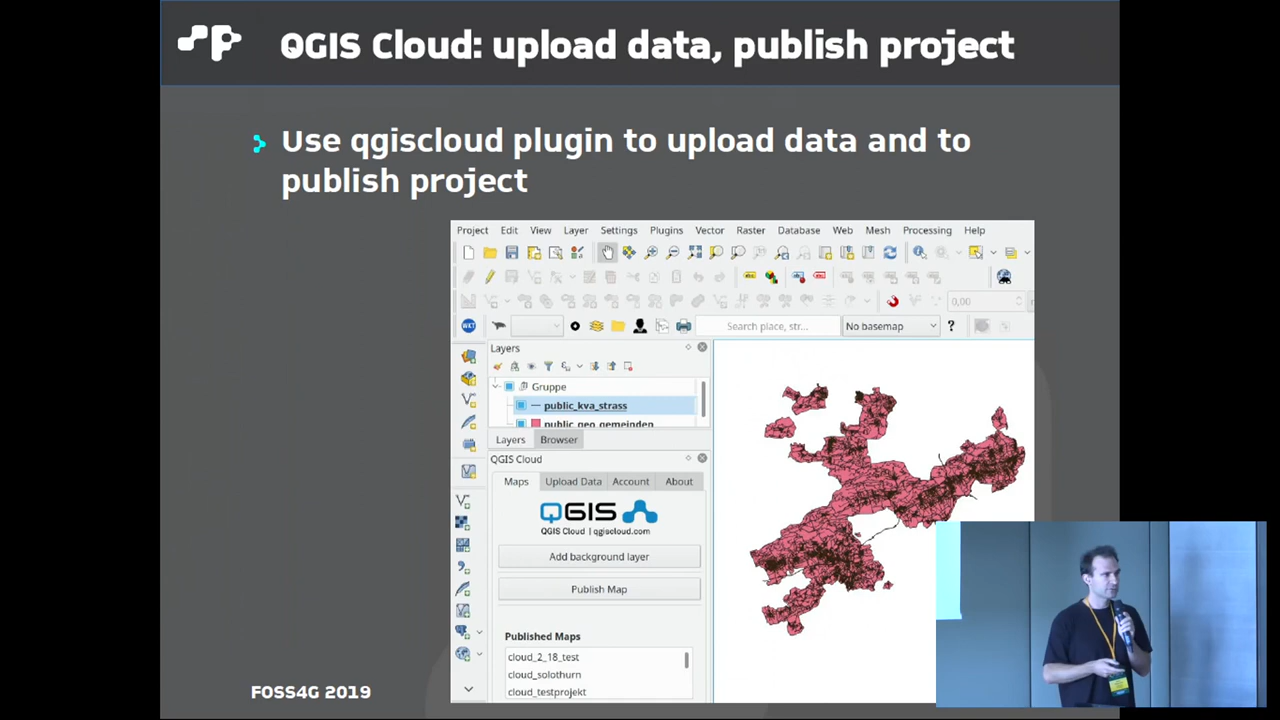 QGIS Cloud: upload data, publish project
Use qgiscloud plugin to upload data and to
publish project
Project Edit View Layer Settings Plugins Vector Raster Database Web Mesh Processing Help
0,00
Search place, str...
No basemap
?
Layers
Gruppe
public_kva_strass
public_geo_gemeinden
Layers Browser
QGIS Cloud
Maps Upload Data Account About
QGIS
QGIS Cloud | qgiscloud.com
Add background layer
Publish Map
Published Maps
cloud_2_18_test
cloud_solothurn
cloud_testprojekt
FOSS4G 2019